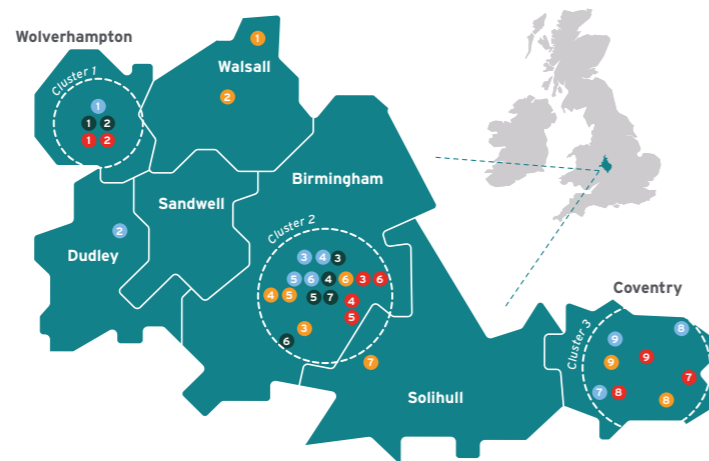 Wolverhampton
Cluster 1
1
1 2
1 2
1
Walsall
2
Birmingham
Sandwell
2
Dudley
Cluster 2
3 4 3
5 6 4 6 3 6
4 5 5 7 4
5
3
6
7
Solihull
Coventry
Cluster 3
8
9
9 9
7
7 8
8